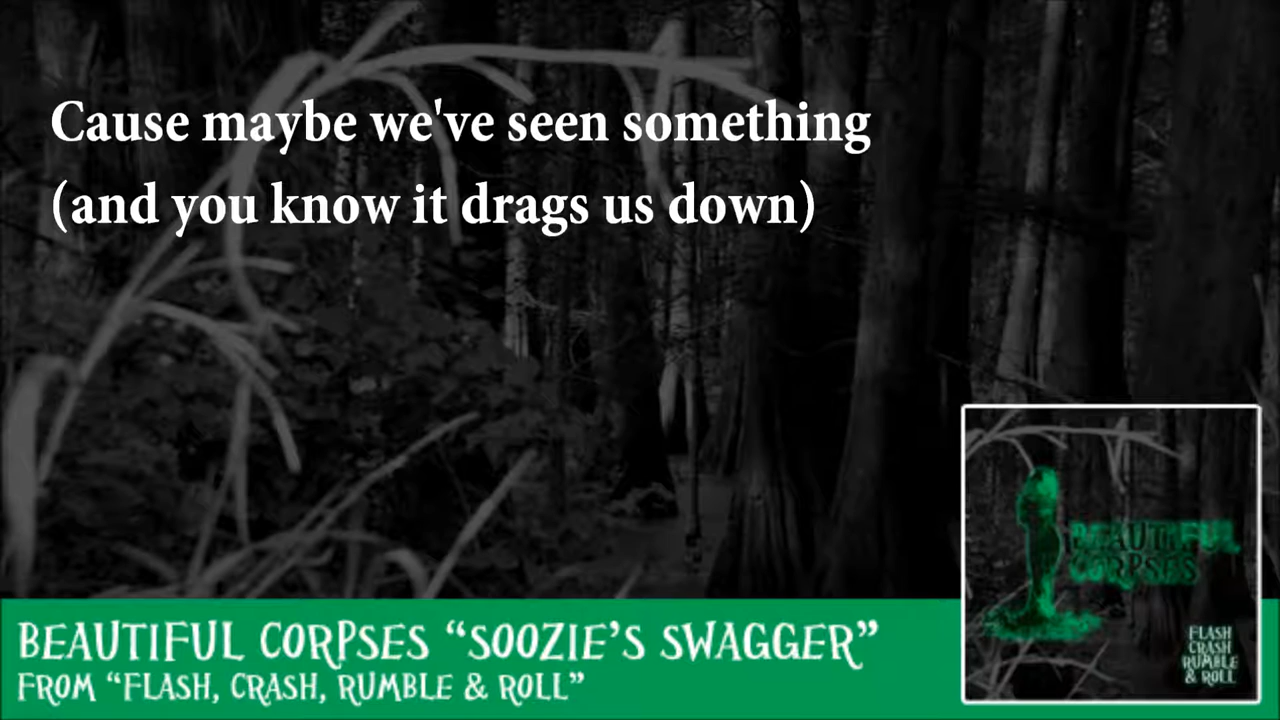 Cause maybe we've seen something
(and you know it drags us down)
BEAUTIFUL CORPSES “SOOZIE’S SWAGGER”
FROM “FLASH, CRASH, RUMBLE & ROLL”
BEAUTIFUL
CORPSES
FLASH
CRASH
RUMBLE
& ROLL